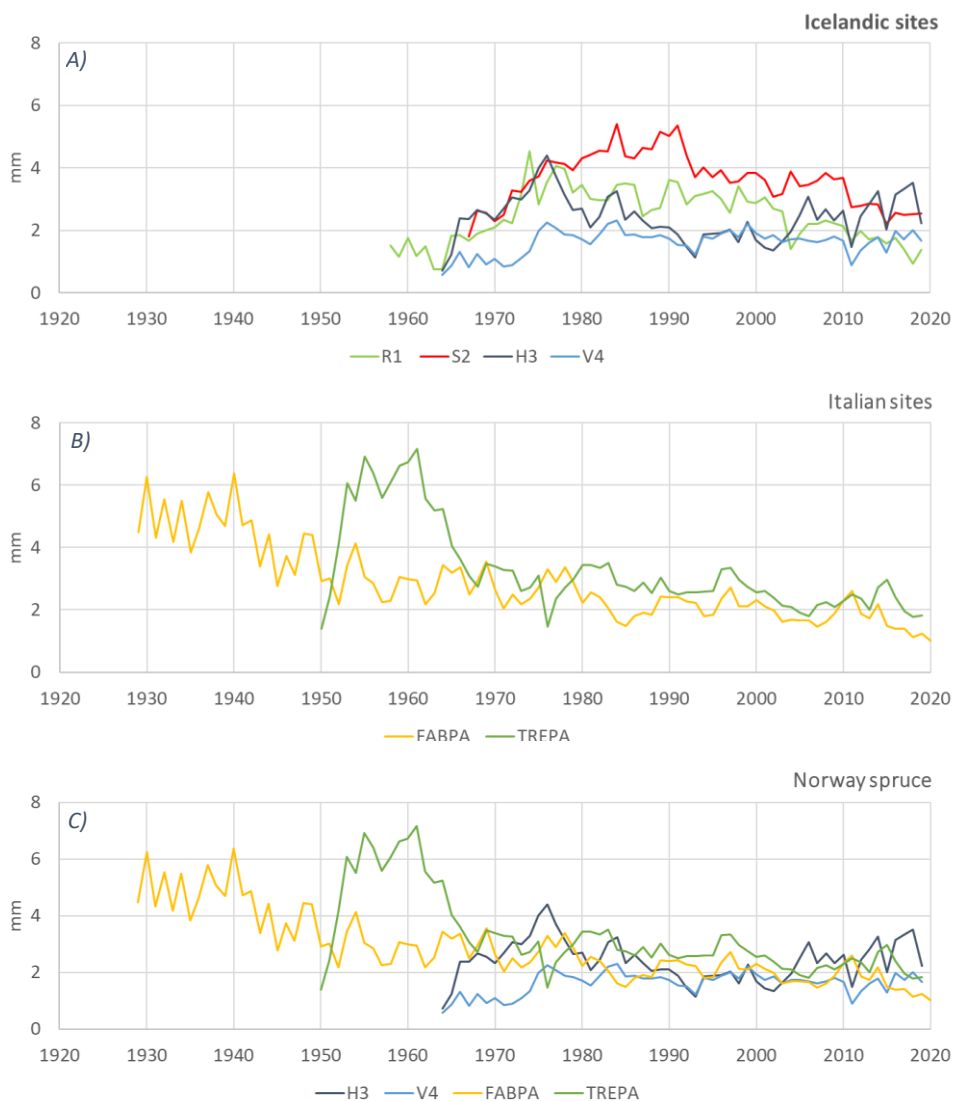 Icelandic sites
A)
8
6
4
2
0
mm
1920 1930 1940 1950 1960 1970 1980 1990 2000 2010 2020
R1 S2 H3 V4
Italian sites
B)
8
6
4
2
0
mm
1920 1930 1940 1950 1960 1970 1980 1990 2000 2010 2020
FABPA TREPA
Norway spruce
C)
8
6
4
2
0
mm
1920 1930 1940 1950 1960 1970 1980 1990 2000 2010 2020
H3 V4 FABPA TREPA